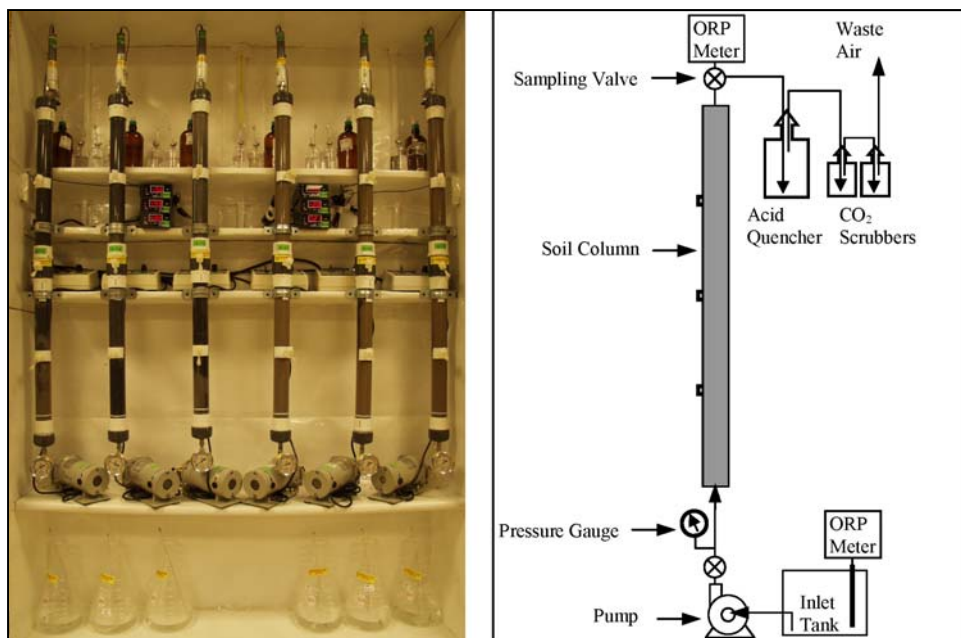 ORP
Meter
Waste
Air
Sampling Valve
Acid
Quencher
CO₂
Scrubbers
Soil Column
Pressure Gauge
ORP
Meter
Pump
Inlet
Tank